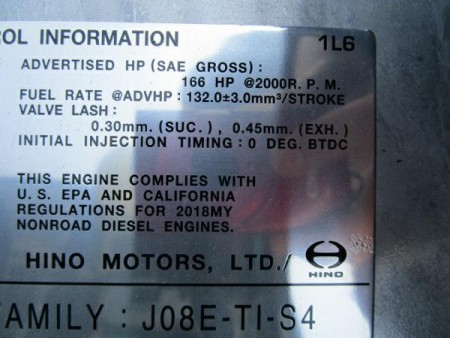 ROL INFORMATION 1L6
ADVERTISED HP (SAE GROSS) :
166 HP @2000R. P. M.
FUEL RATE @ADVHP : 132.0±3.0mm³/STROKE
VALVE LASH :
0.30mm. (SUC.) , 0.45mm. (EXH.)
INITIAL INJECTION TIMING : 0 DEG. BTDC
THIS ENGINE COMPLIES WITH
U. S. EPA AND CALIFORNIA
REGULATIONS FOR 2018MY
NONROAD DIESEL ENGINES.
HINO MOTORS, LTD./
HINO
FAMILY : J08E-TI-S4